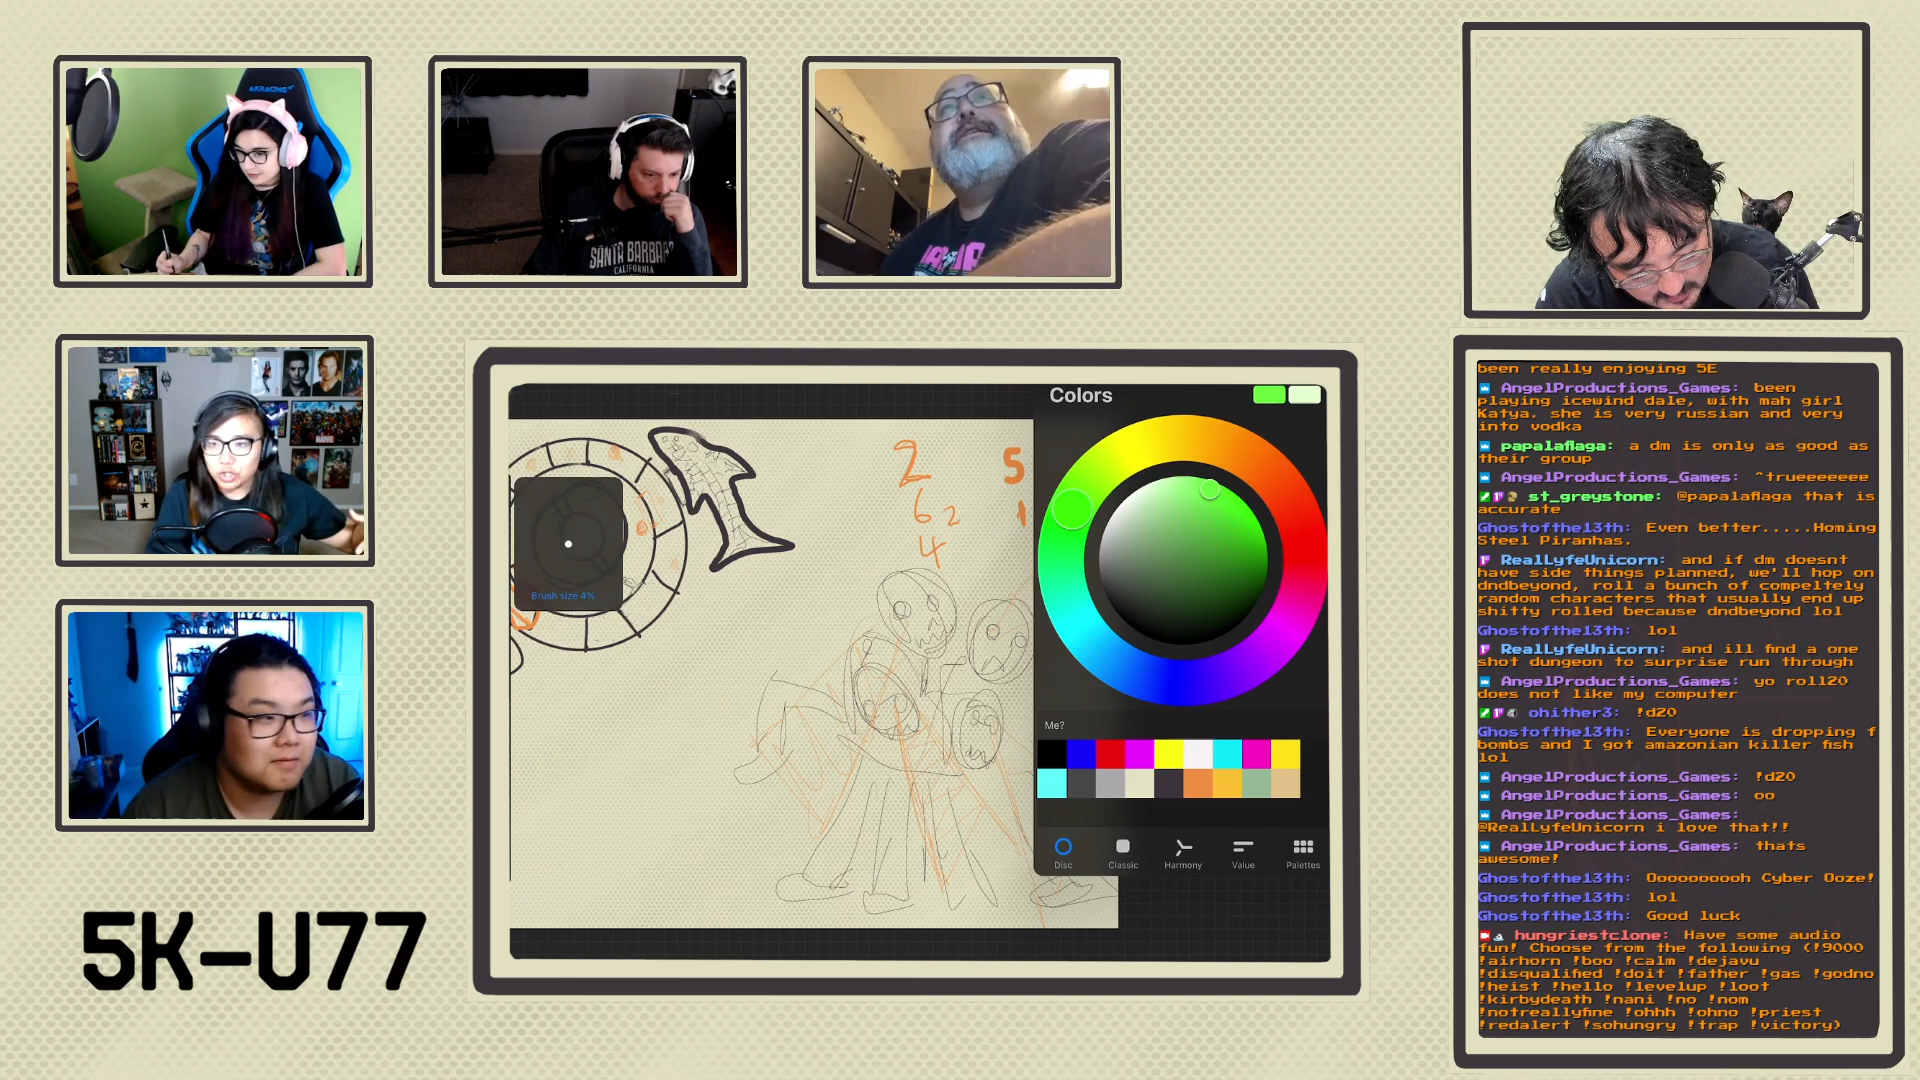 AKRACING
SANTA BARBARA
CALIFORNIA
Colors
2
5
6 2
1
4
Brush size 4%
Me?
Disc
Classic
Harmony
Value
Palettes
5K-U77
been really enjoying 5E
AngelProductions_Games: been
playing icewind dale, with mah girl
Katya. she is very russian and very
into vodka
papalaflaga: a dm is only as good as
their group
AngelProductions_Games: ^trueeeeeee
st_greystone: @papalaflaga that is
accurate
Ghostofthe13th: Even better.....Homing
Steel Piranhas.
RealLyfeUnicorn: and if dm doesnt
have side things planned, we'll hop on
dndbeyond, roll a bunch of compeltely
random characters that usually end up
shitty rolled because dndbeyond lol
Ghostofthe13th: lol
RealLyfeUnicorn: and ill find a one
shot dungeon to surprise run through
AngelProductions_Games: yo roll20
does not like my computer
ohither3: !d20
Ghostofthe13th: Everyone is dropping f
bombs and I got amazonian killer fish
lol
AngelProductions_Games: !d20
AngelProductions_Games: oo
AngelProductions_Games:
@RealLyfeUnicorn i love that!!
AngelProductions_Games: thats
awesome!
Ghostofthe13th: Oooooooooh Cyber Ooze!
Ghostofthe13th: lol
Ghostofthe13th: Good luck
hungriestclone: Have some audio
fun! Choose from the following (!9000
!airhorn !boo !calm !dejavu
!disqualified !doit !father !gas !godno
!heist !hello !levelup !loot
!kirbydeath !nani !no !nom
!notreallyfine !ohhh !ohno !priest
!redalert !sohungry !trap !victory)